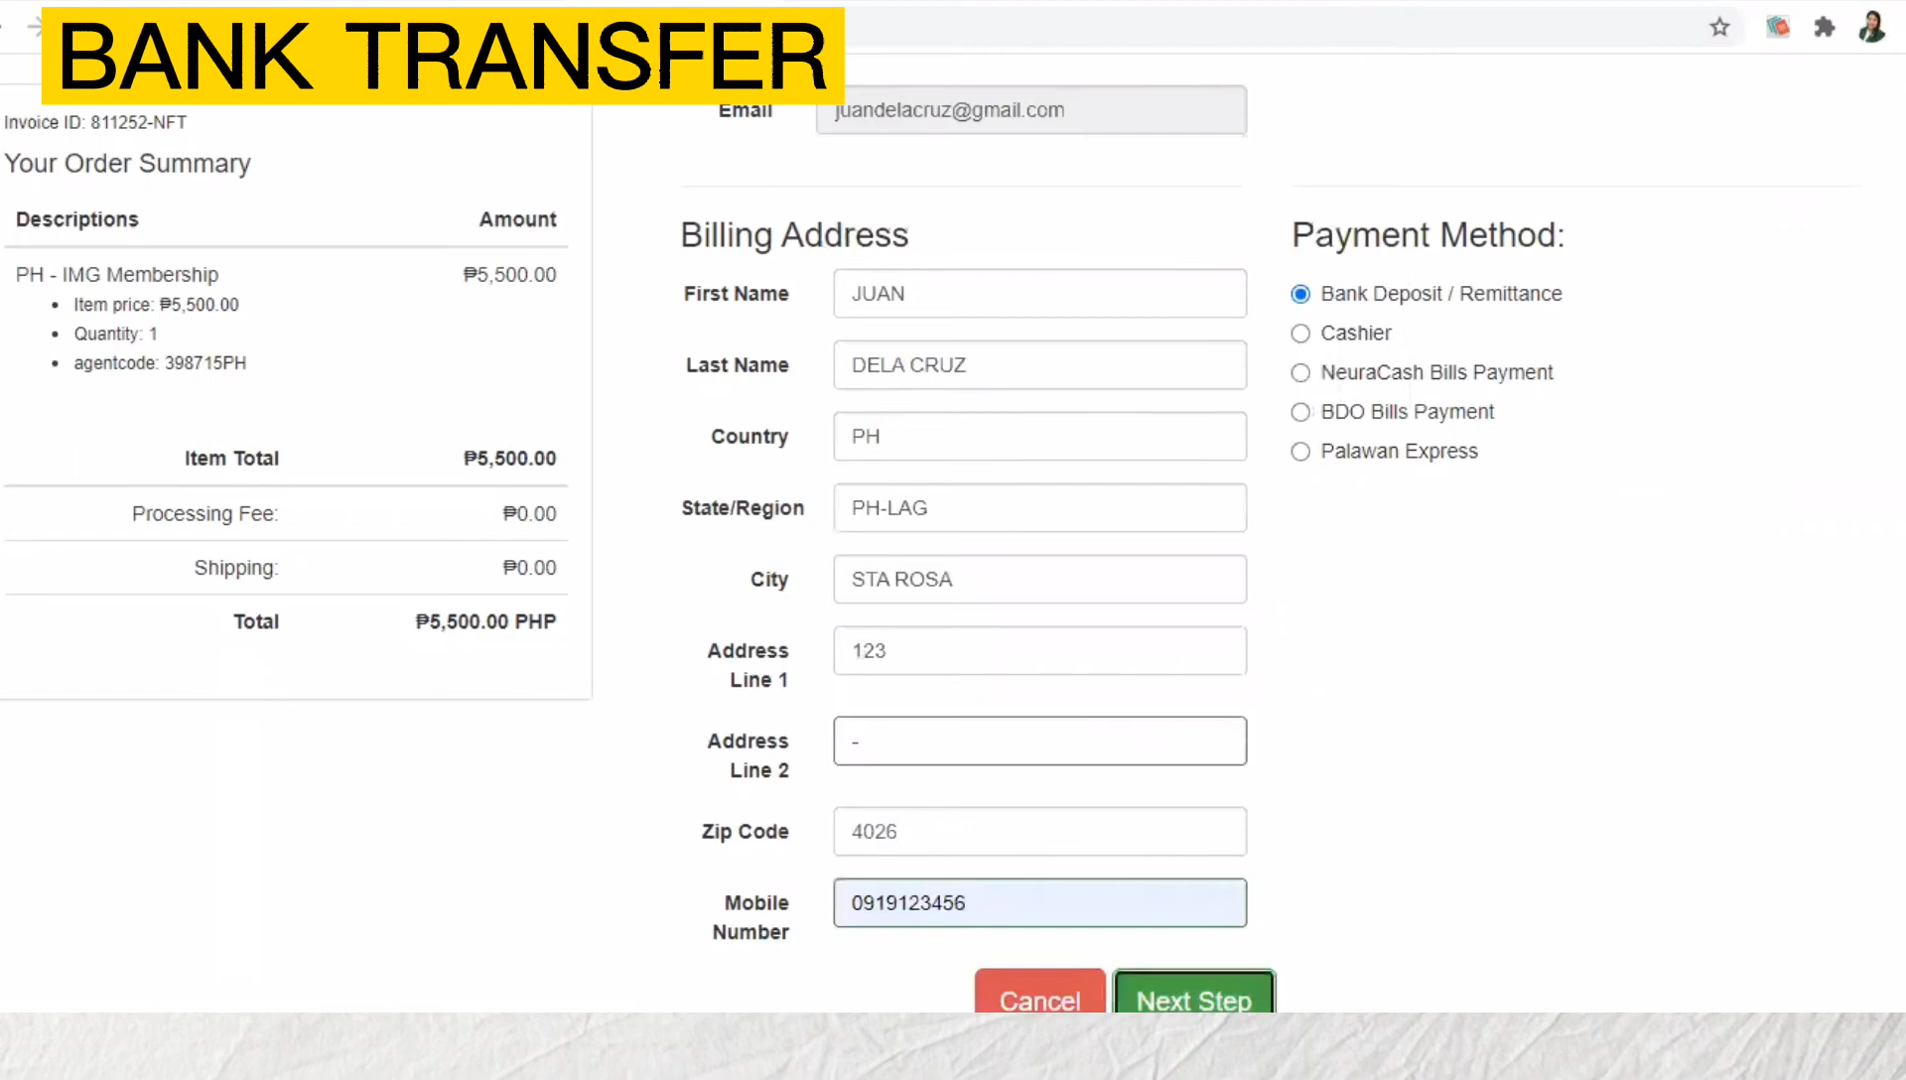 BANK TRANSFER
Invoice ID: 811252-NFT
Your Order Summary
Descriptions Amount
PH - IMG Membership ₱5,500.00
• Item price: ₱5,500.00
• Quantity: 1
• agentcode: 398715PH
Item Total ₱5,500.00
Processing Fee: ₱0.00
Shipping: ₱0.00
Total ₱5,500.00 PHP
Email juandelacruz@gmail.com
Billing Address
First Name JUAN
Last Name DELA CRUZ
Country PH
State/Region PH-LAG
City STA ROSA
Address 123
Line 1
Address -
Line 2
Zip Code 4026
Mobile 0919123456
Number
Cancel Next Step
Payment Method:
Bank Deposit / Remittance
Cashier
NeuraCash Bills Payment
BDO Bills Payment
Palawan Express